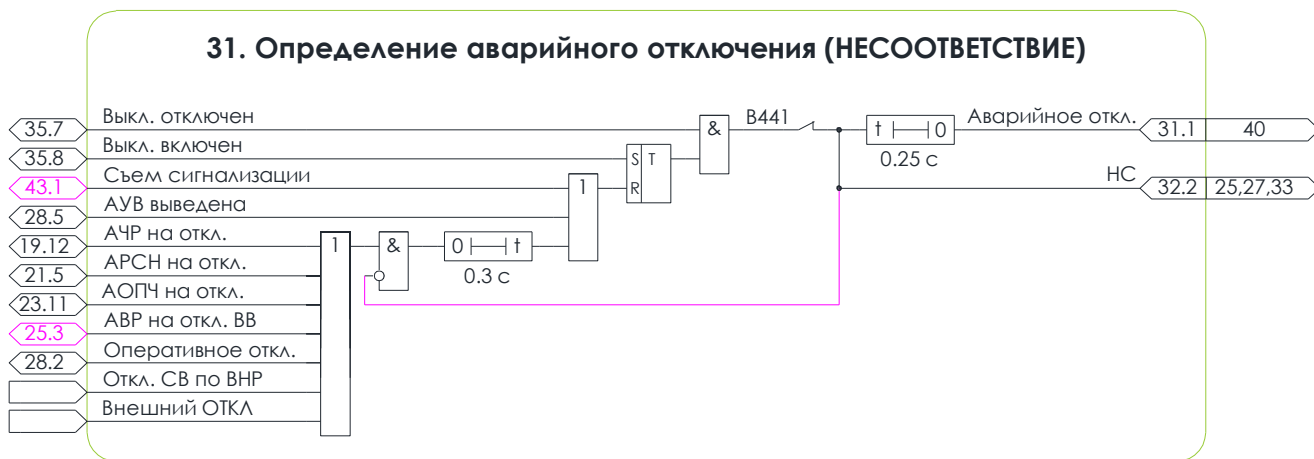 31. Определение аварийного отключения (НЕСООТВЕТСТВИЕ)
35.7 Выкл. отключен & B441 t 0 Аварийное откл. 31.1 40
0.25 с
35.8 Выкл. включен S T
43.1 Съем сигнализации 1 R НС 32.2 25,27,33
28.5 АУВ выведена
19.12 АЧР на откл. 1 & 0 t
0.3 с
21.5 АРСН на откл.
23.11 АОПЧ на откл.
25.3 АВР на откл. ВВ
28.2 Оперативное откл.
Откл. СВ по ВНР
Внешний ОТКЛ